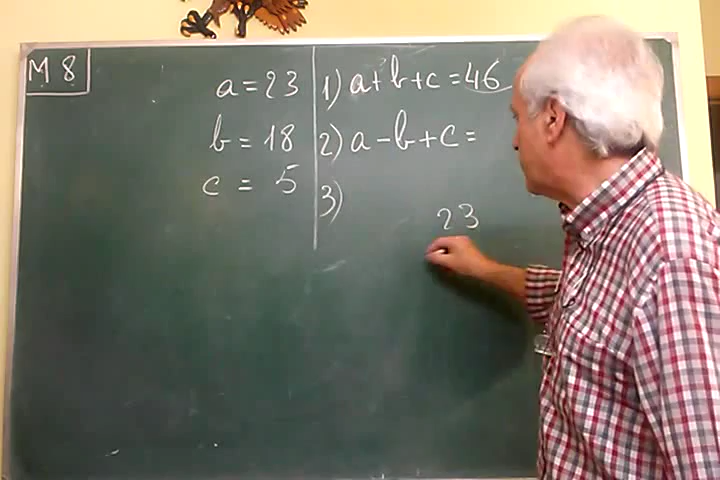 M 8
a = 23
b = 18
c = 5
1) a + b + c = 46
2) a - b + c =
3)
23